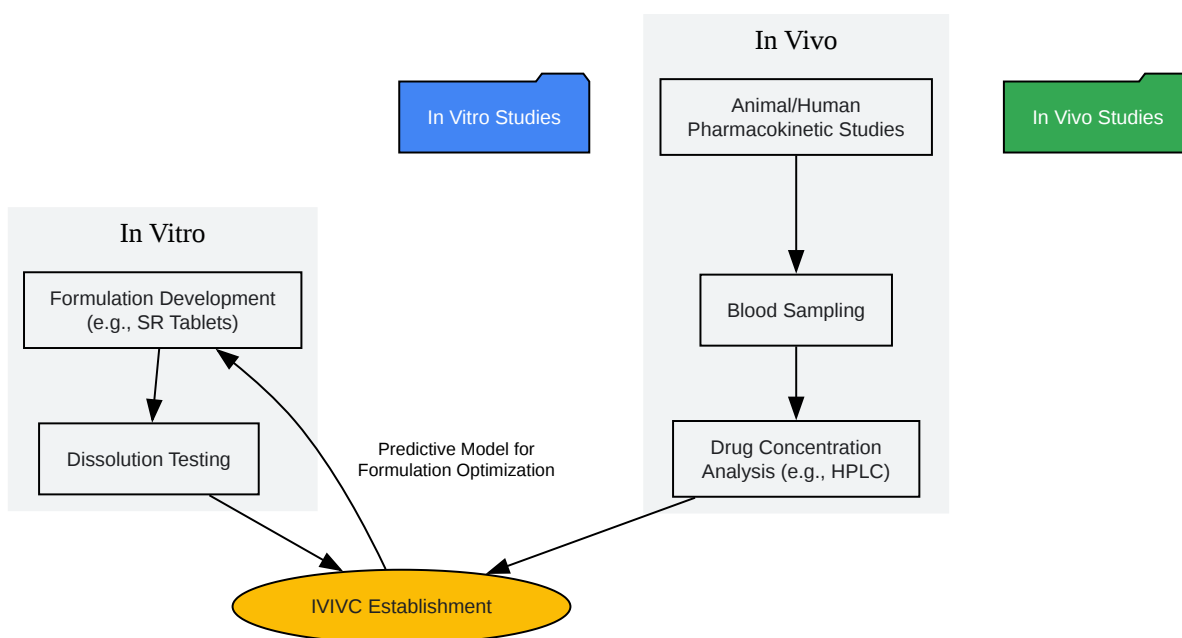 In Vivo
In Vitro Studies
Animal/Human
Pharmacokinetic Studies
In Vivo Studies
In Vitro
Formulation Development
(e.g., SR Tablets)
Blood Sampling
Dissolution Testing
Predictive Model for
Formulation Optimization
Drug Concentration
Analysis (e.g., HPLC)
IVIVC Establishment